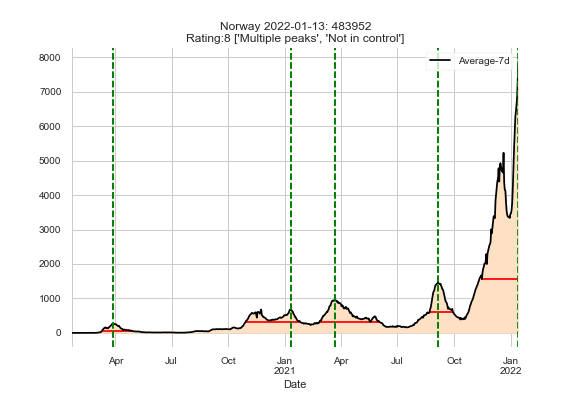 Norway 2022-01-13: 483952
Rating:8 ['Multiple peaks', 'Not in control']
Average-7d
8000
7000
6000
5000
4000
3000
2000
1000
0
Apr Jul Oct Jan Apr Jul Oct Jan
2021 2022
Date